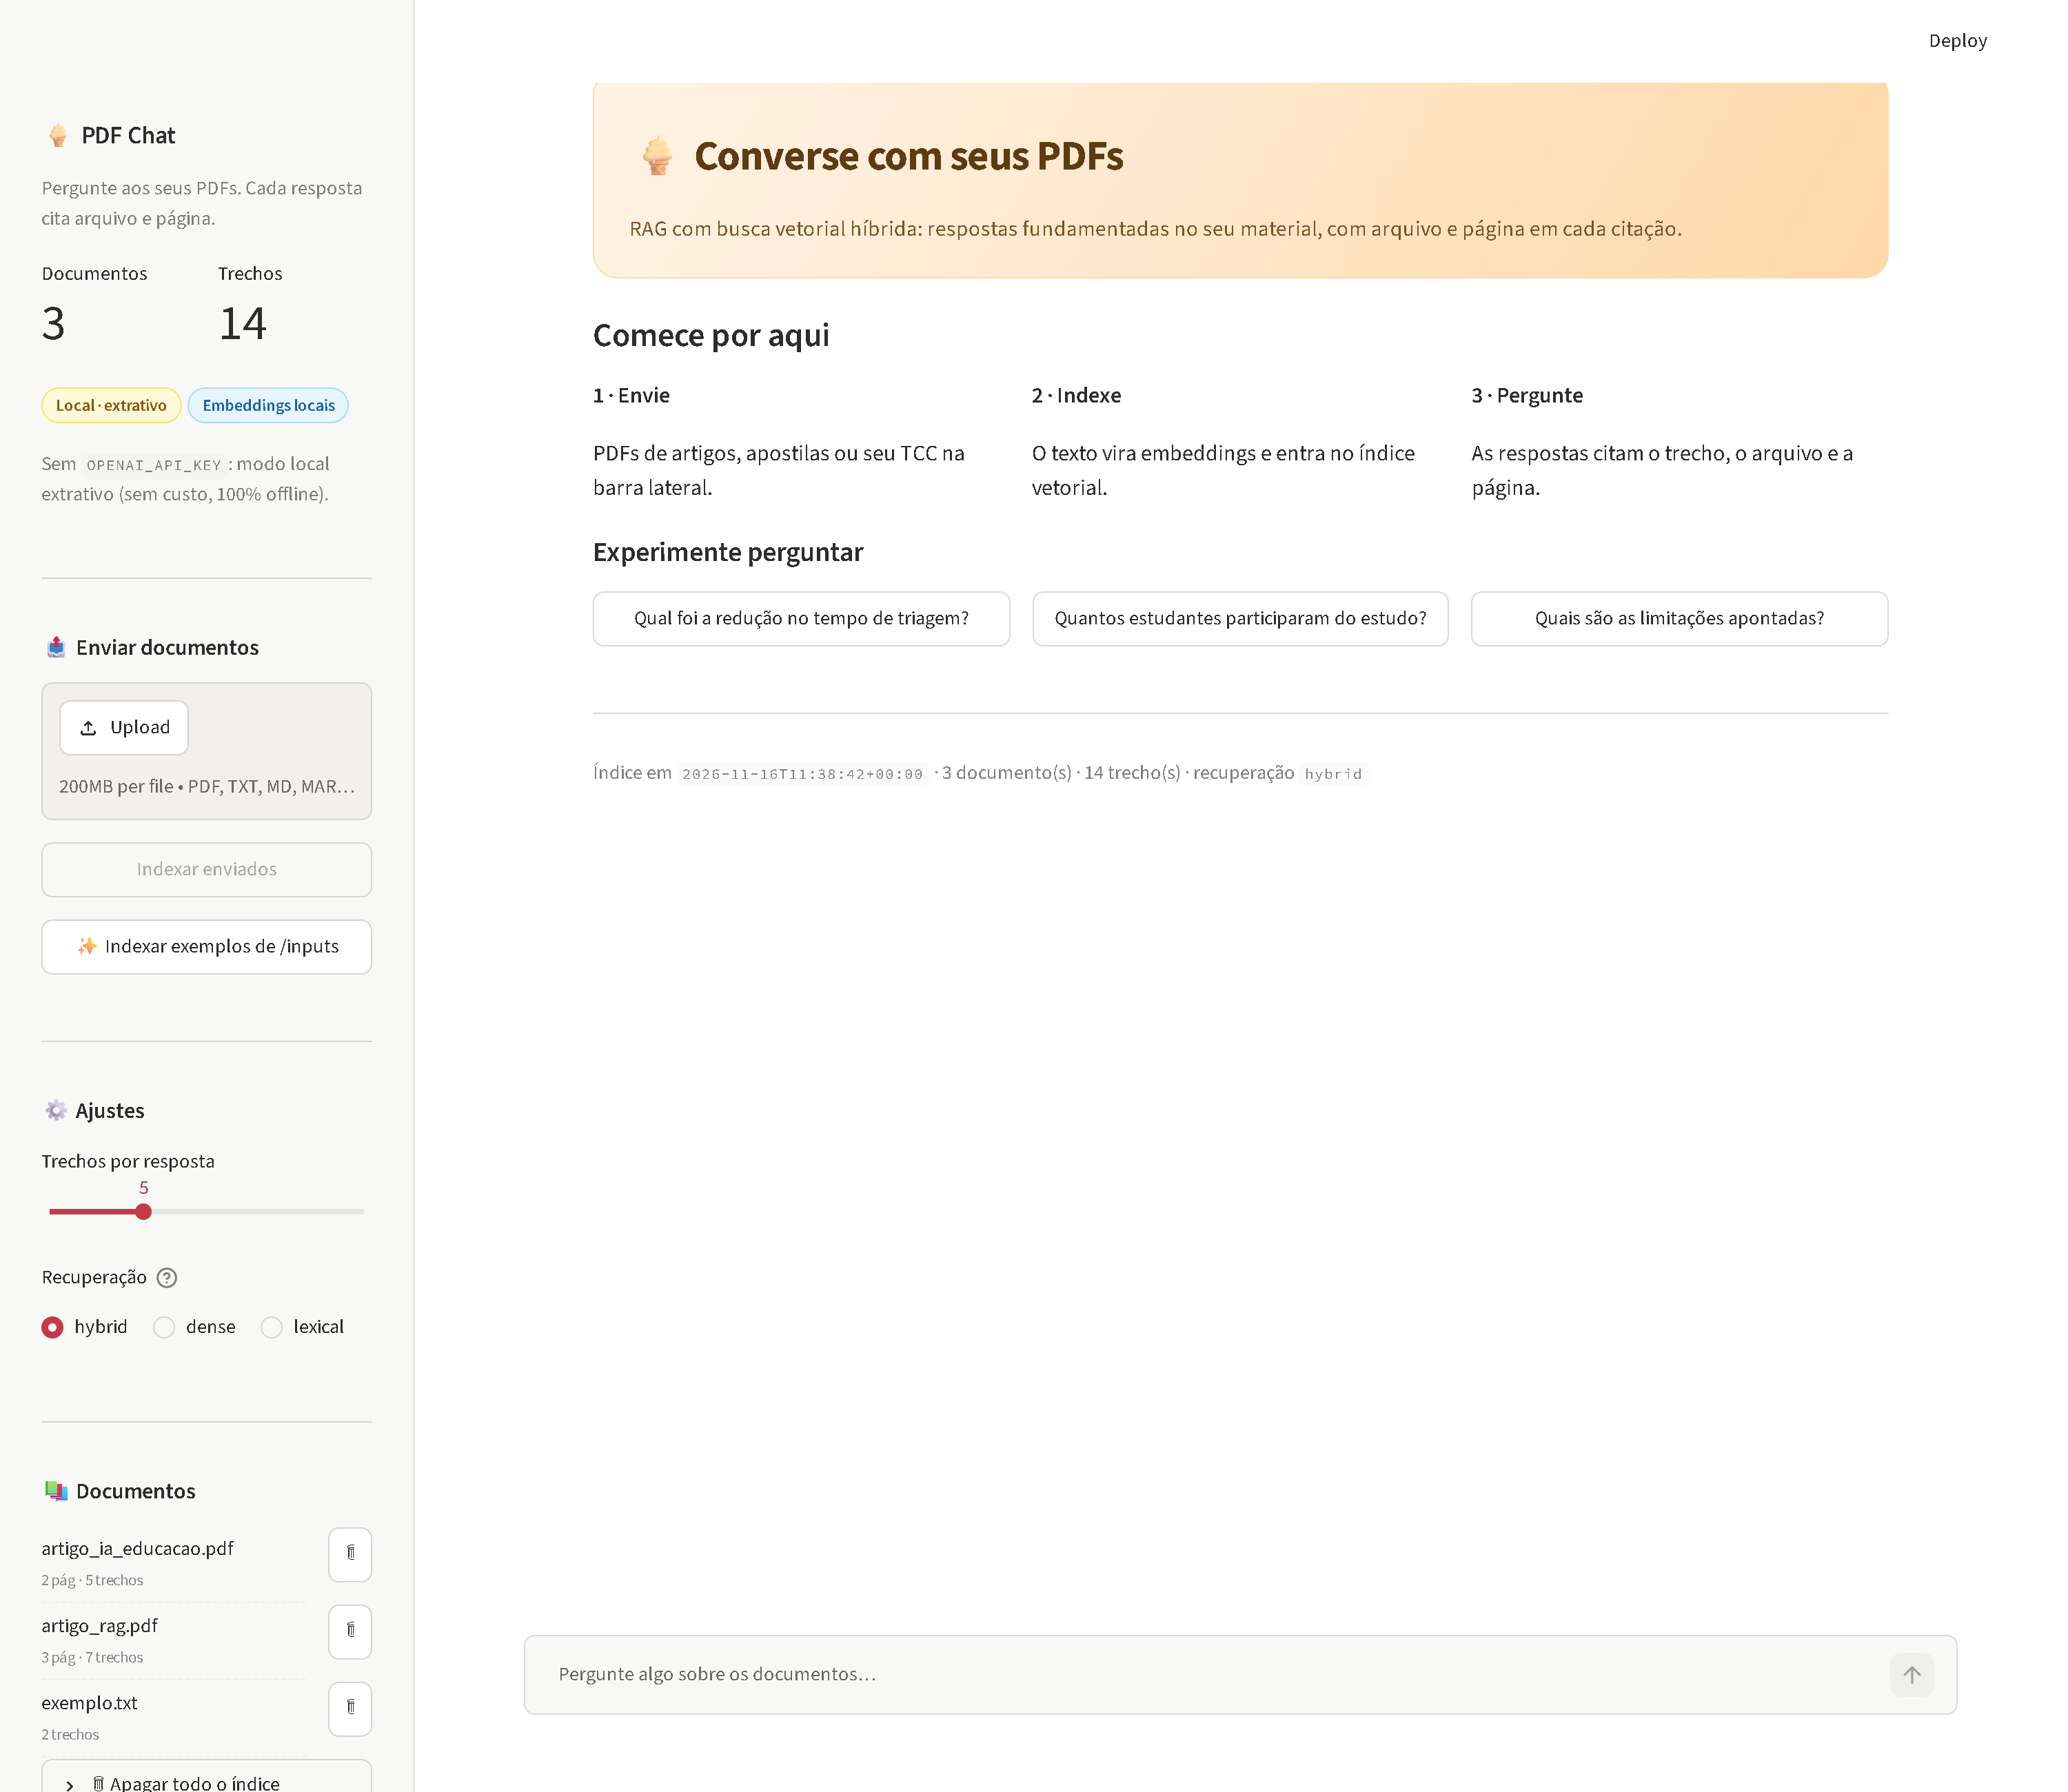 Deploy
PDF Chat
Pergunte aos seus PDFs. Cada resposta
cita arquivo e página.
Documentos
Trechos
3
14
Local · extrativo
Embeddings locais
Sem OPENAI_API_KEY : modo local
extrativo (sem custo, 100% offline).
Enviar documentos
Upload
200MB per file • PDF, TXT, MD, MAR…
Indexar enviados
✨ Indexar exemplos de /inputs
Ajustes
Trechos por resposta
5
Recuperação
hybrid
dense
lexical
Documentos
artigo_ia_educacao.pdf
2 pág · 5 trechos
artigo_rag.pdf
3 pág · 7 trechos
exemplo.txt
2 trechos
Apagar todo o índice
Converse com seus PDFs
RAG com busca vetorial híbrida: respostas fundamentadas no seu material, com arquivo e página em cada citação.
Comece por aqui
1 · Envie
PDFs de artigos, apostilas ou seu TCC na
barra lateral.
2 · Indexe
O texto vira embeddings e entra no índice
vetorial.
3 · Pergunte
As respostas citam o trecho, o arquivo e a
página.
Experimente perguntar
Qual foi a redução no tempo de triagem?
Quantos estudantes participaram do estudo?
Quais são as limitações apontadas?
Índice em 2026-11-16T11:38:42+00:00 · 3 documento(s) · 14 trecho(s) · recuperação hybrid
Pergunte algo sobre os documentos…